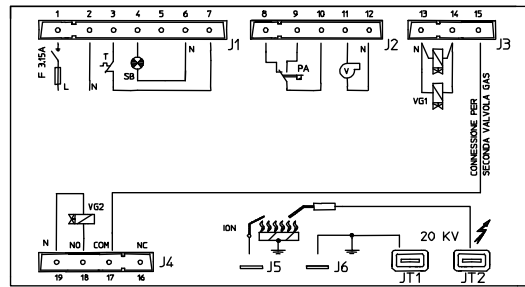 1 2 3 4 5 6 7 J1
8 9 10 11 12 J2
13 14 15 J3
F 3,15A
L
N
T
SB
N
PA
V
N
N
N
VG1
CONNESSIONE PER
SECONDA VALVOLA GAS
VG2
N NO COM NC
19 18 17 16 J4
ION
J5
J6
20 KV
JT1
JT2